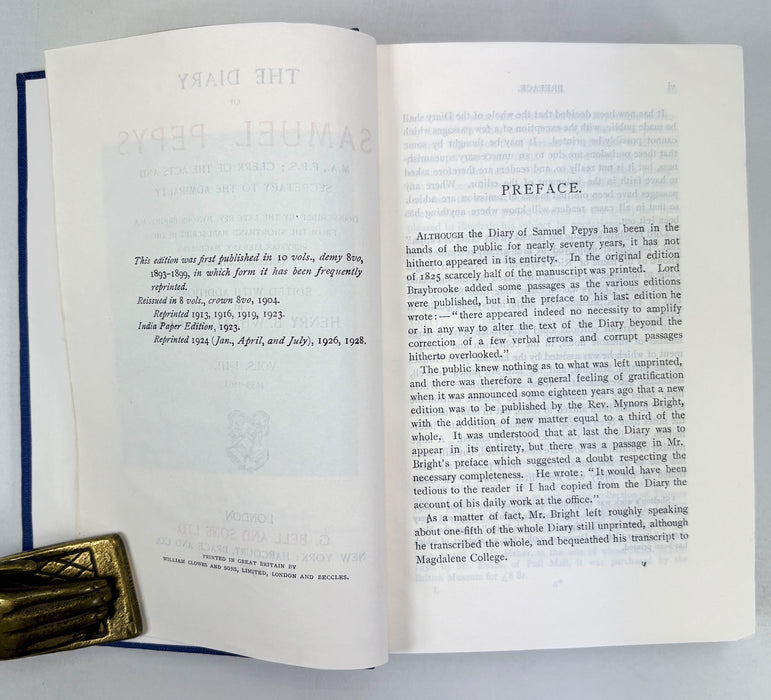 This edition was first published in 10 vols., demy 8vo,
1893-1899, in which form it has been frequently
reprinted.
Reissued in 8 vols., crown 8vo, 1904.
Reprinted 1913, 1916, 1919, 1923.
India Paper Edition, 1923.
Reprinted 1924 (Jan., April, and July), 1926, 1928.
PRINTED IN GREAT BRITAIN BY
WILLIAM CLOWES AND SONS, LIMITED, LONDON AND BECCLES.
PREFACE.
ALTHOUGH the Diary of Samuel Pepys has been in the
hands of the public for nearly seventy years, it has not
hitherto appeared in its entirety. In the original edition
of 1825 scarcely half of the manuscript was printed. Lord
Braybrooke added some passages as the various editions
were published, but in the preface to his last edition he
wrote:—"there appeared indeed no necessity to amplify
or in any way to alter the text of the Diary beyond the
correction of a few verbal errors and corrupt passages
hitherto overlooked."
The public knew nothing as to what was left unprinted,
and there was therefore a general feeling of gratification
when it was announced some eighteen years ago that a new
edition was to be published by the Rev. Mynors Bright,
with the addition of new matter equal to a third of the
whole. It was understood that at last the Diary was to
appear in its entirety, but there was a passage in Mr.
Bright's preface which suggested a doubt respecting the
necessary completeness. He wrote: "It would have been
tedious to the reader if I had copied from the Diary the
account of his daily work at the office."
As a matter of fact, Mr. Bright left roughly speaking
about one-fifth of the whole Diary still unprinted, although
he transcribed the whole, and bequeathed his transcript to
Magdalene College.